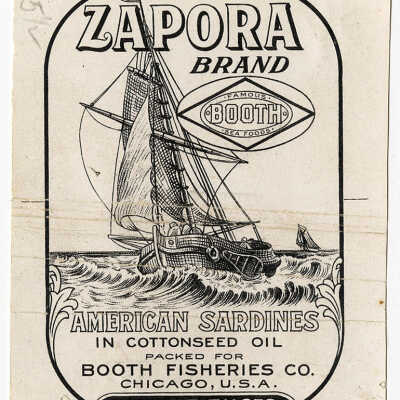 ZAPORA
BRAND
FAMOUS
BOOTH
SEA FOODS
AMERICAN SARDINES
IN COTTONSEED OIL
PACKED FOR
BOOTH FISHERIES CO.
CHICAGO, U.S.A.